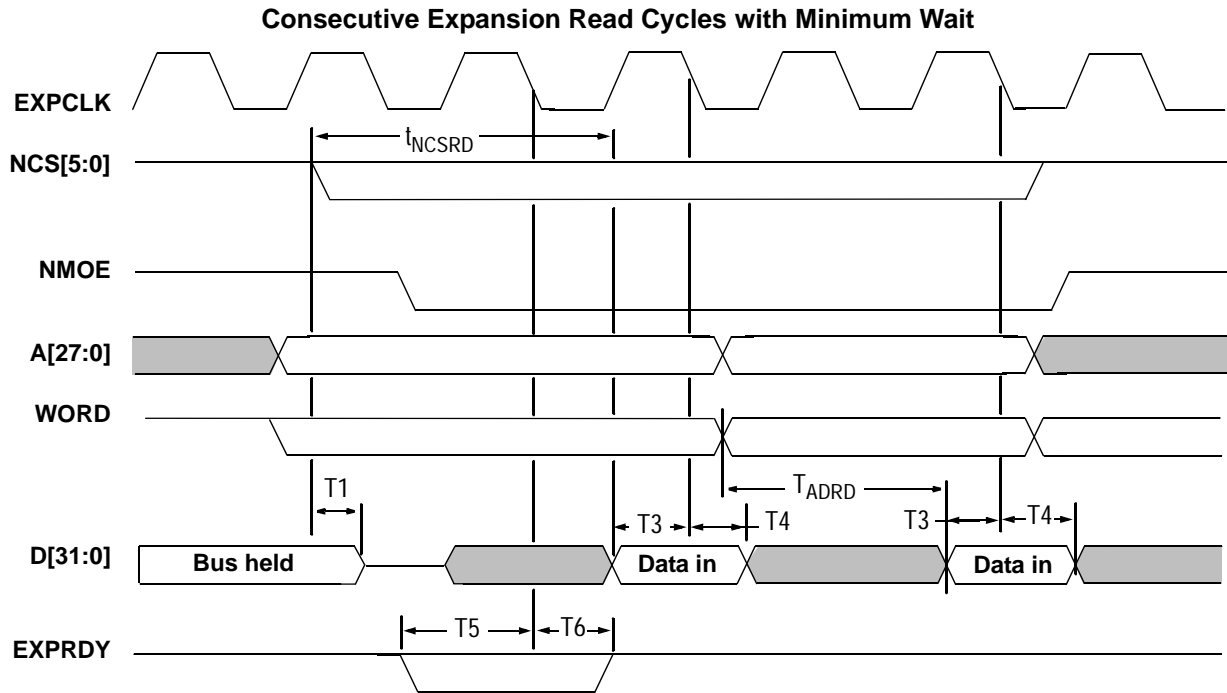 Consecutive Expansion Read Cycles with Minimum Wait
EXPCLK
tNCSRD
NCS[5:0]
NMOE
A[27:0]
WORD
T1
TADRD
T3
T4
T3
T4
D[31:0]
Bus held
Data in
Data in
T5
T6
EXPRDY